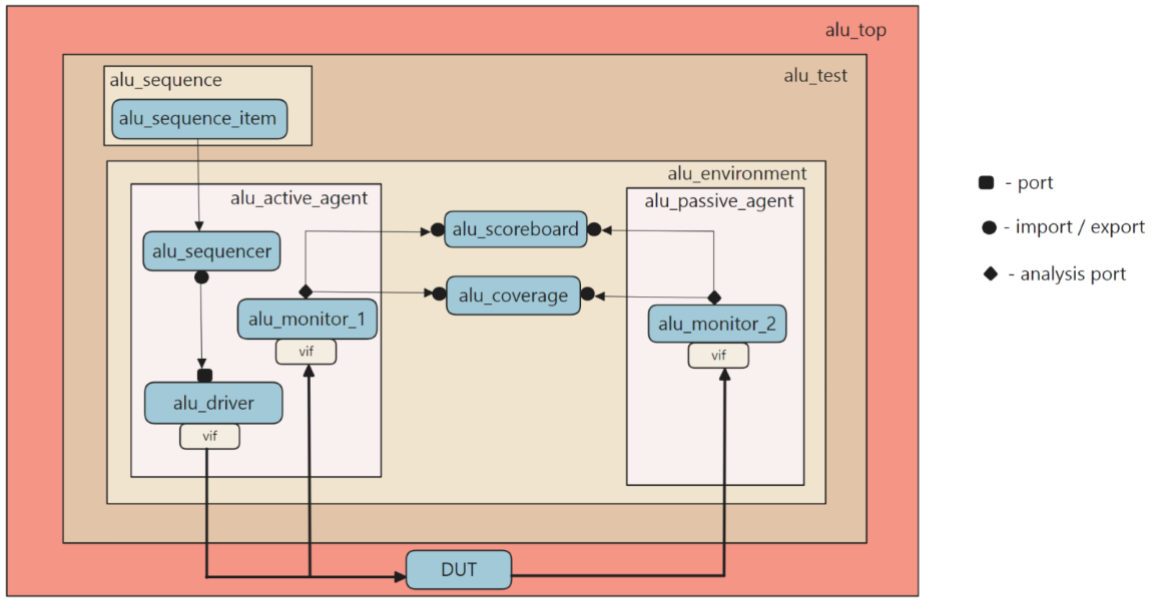 alu_top
alu_test
alu_sequence
alu_sequence_item
alu_environment
alu_active_agent
alu_passive_agent
alu_sequencer
alu_scoreboard
alu_coverage
alu_monitor_1
vif
alu_monitor_2
vif
alu_driver
vif
DUT
- port
- import / export
- analysis port